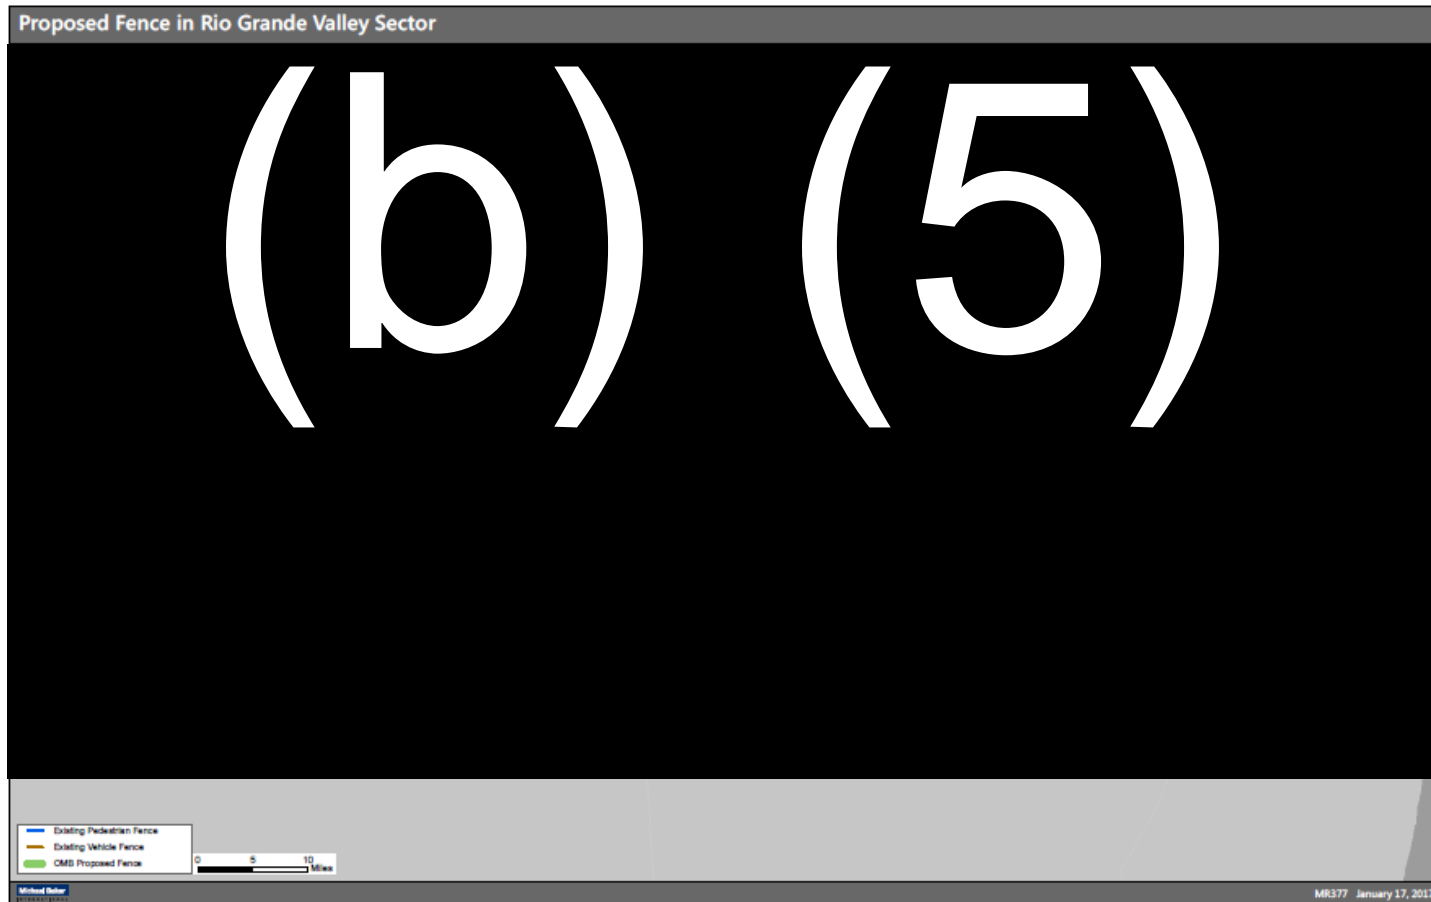 Proposed Fence in Rio Grande Valley Sector
(b) (5)
Existing Pedestrian Fence
Existing Vehicle Fence
OMB Proposed Fence
0 5 10
Miles
Michael Baker
INTERNATIONAL
MR377 January 17, 2017